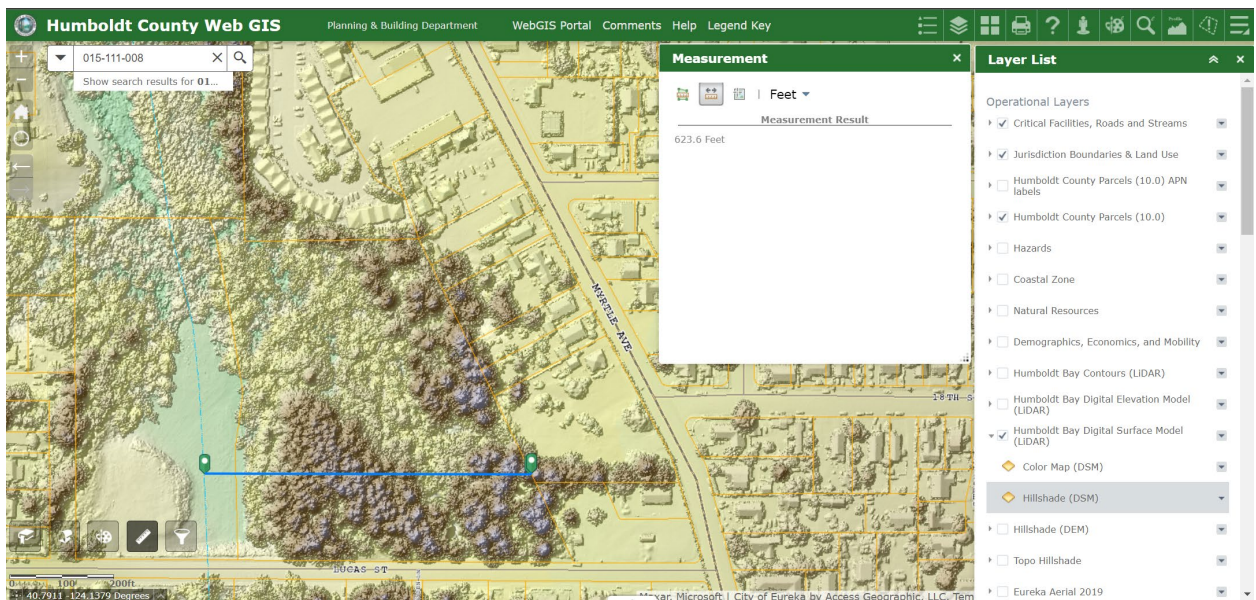 Humboldt County Web GIS
Planning & Building Department
WebGIS Portal Comments Help Legend Key
015-111-008
Show search results for 01...
Measurement
Feet
Measurement Result
623.6 Feet
Layer List
Operational Layers
Critical Facilities, Roads and Streams
Jurisdiction Boundaries & Land Use
Humboldt County Parcels (10.0) APN
labels
Humboldt County Parcels (10.0)
Hazards
Coastal Zone
Natural Resources
Demographics, Economics, and Mobility
Humboldt Bay Contours (LiDAR)
Humboldt Bay Digital Elevation Model
(LiDAR)
Humboldt Bay Digital Surface Model
(LiDAR)
Color Map (DSM)
Hillshade (DSM)
Hillshade (DEM)
Topo Hillshade
Eureka Aerial 2019
MYRTLE AVE
18TH S
LUCAS ST
0 100 200ft
40.7911 -124.1379 Degrees
Maxar, Microsoft | City of Eureka by Access Geographic, LLC, Tem